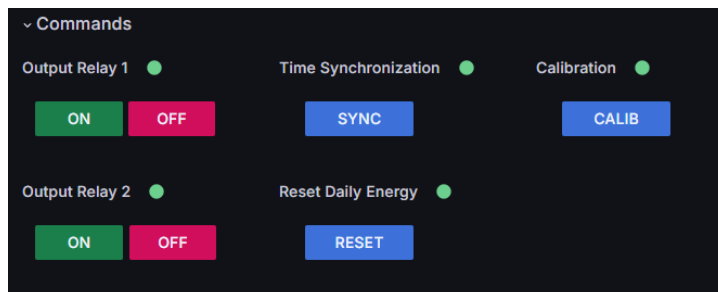 Commands
Output Relay 1 Time Synchronization Calibration
ON OFF SYNC CALIB
Output Relay 2 Reset Daily Energy
ON OFF RESET